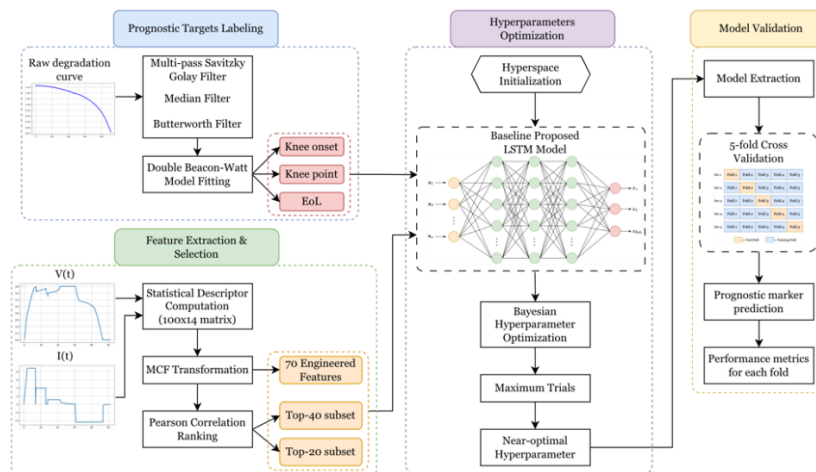 Prognostic Targets Labeling
Raw degradation
curve
Multi-pass Savitzky
Golay Filter
Median Filter
Butterworth Filter
Double Beacon-Watt
Model Fitting
Knee onset
Knee point
EoL
Feature Extraction &
Selection
V(t)
I(t)
Statistical Descriptor
Computation
(100x14 matrix)
MCF Transformation
Pearson Correlation
Ranking
70 Engineered
Features
Top-40 subset
Top-20 subset
Hyperparameters
Optimization
Hyperspace
Initialization
Baseline Proposed
LSTM Model
Bayesian
Hyperparameter
Optimization
Maximum Trials
Near-optimal
Hyperparameter
Model Validation
Model Extraction
5-fold Cross
Validation
Prognostic marker
prediction
Performance metrics
for each fold